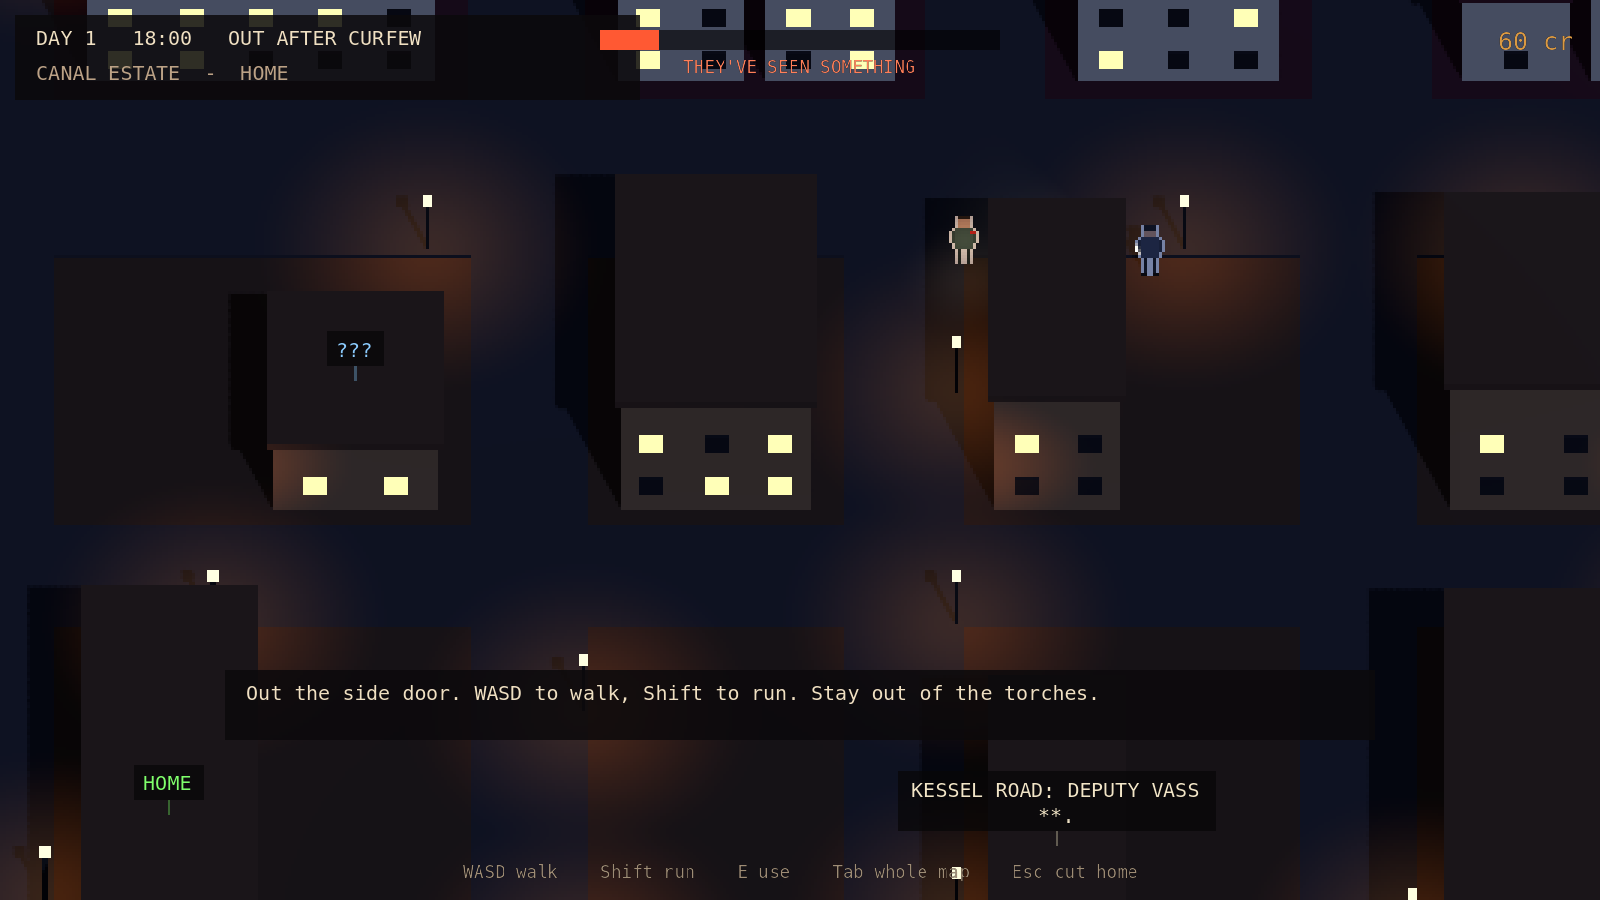 DAY 1   18:00   OUT AFTER CURFEW
CANAL ESTATE  -  HOME
THEY'VE SEEN SOMETHING
60 cr
???
Out the side door. WASD to walk, Shift to run. Stay out of the torches.
HOME
KESSEL ROAD: DEPUTY VASS
**.
WASD walk    Shift run    E use    Tab whole map    Esc cut home